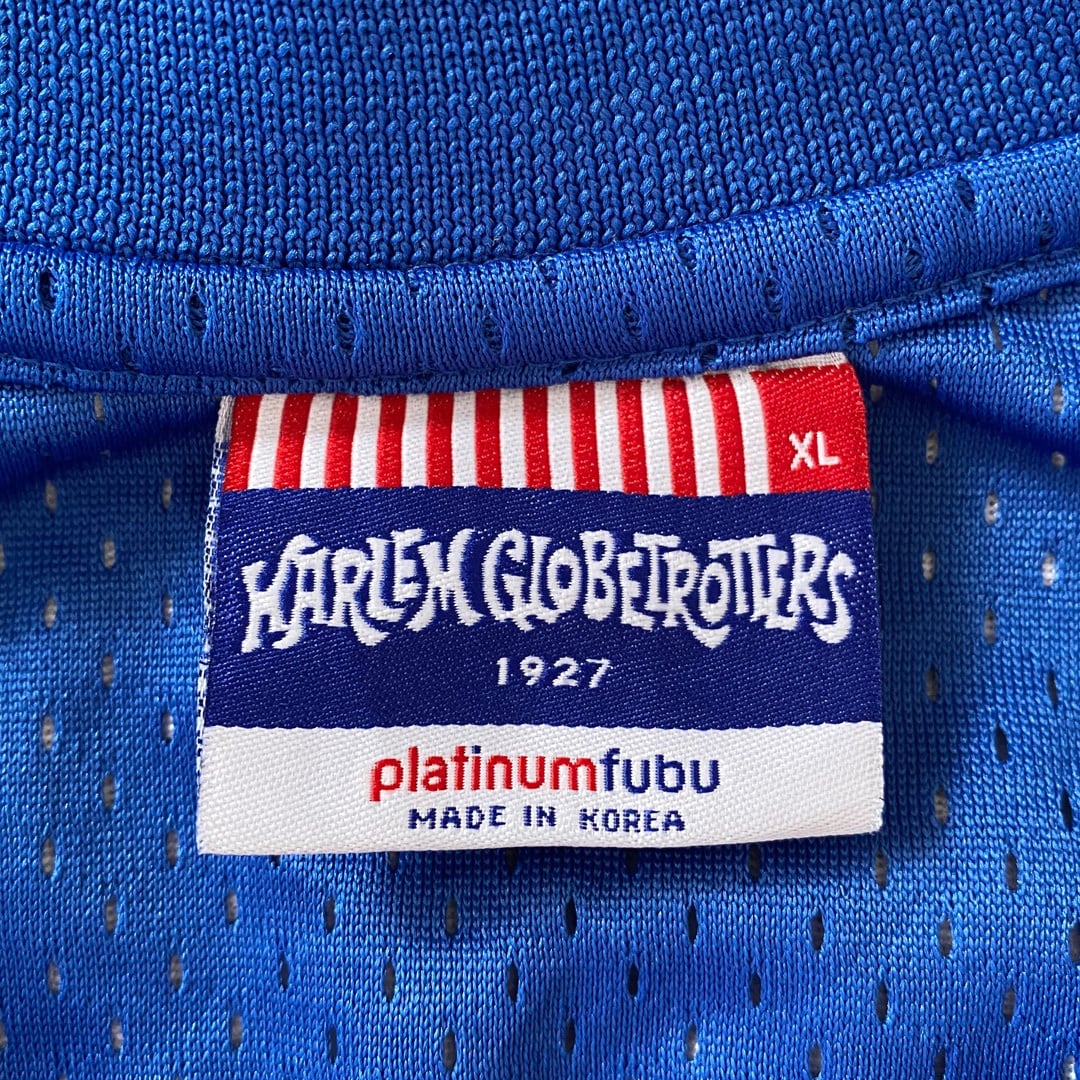 XL
HARLEM GLOBETROTTERS
1927
platinumfubu
MADE IN KOREA